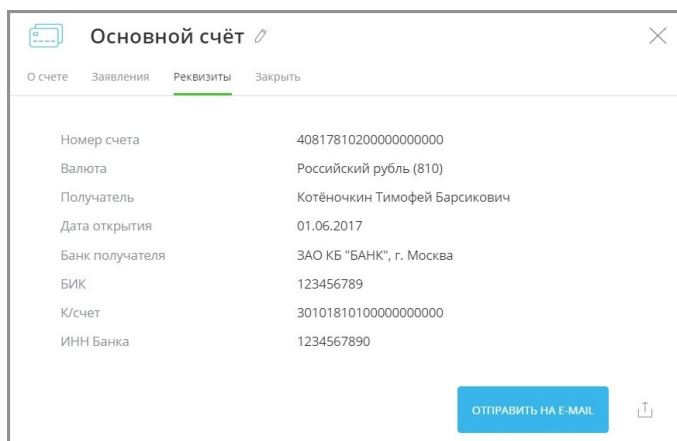 Основной счёт
О счете Заявления Реквизиты Закрыть
Номер счета 40817810200000000000
Валюта Российский рубль (810)
Получатель Котёночкин Тимофей Барсикович
Дата открытия 01.06.2017
Банк получателя ЗАО КБ "БАНК", г. Москва
БИК 123456789
К/счет 30101810100000000000
ИНН Банка 1234567890
ОТПРАВИТЬ НА E-MAIL